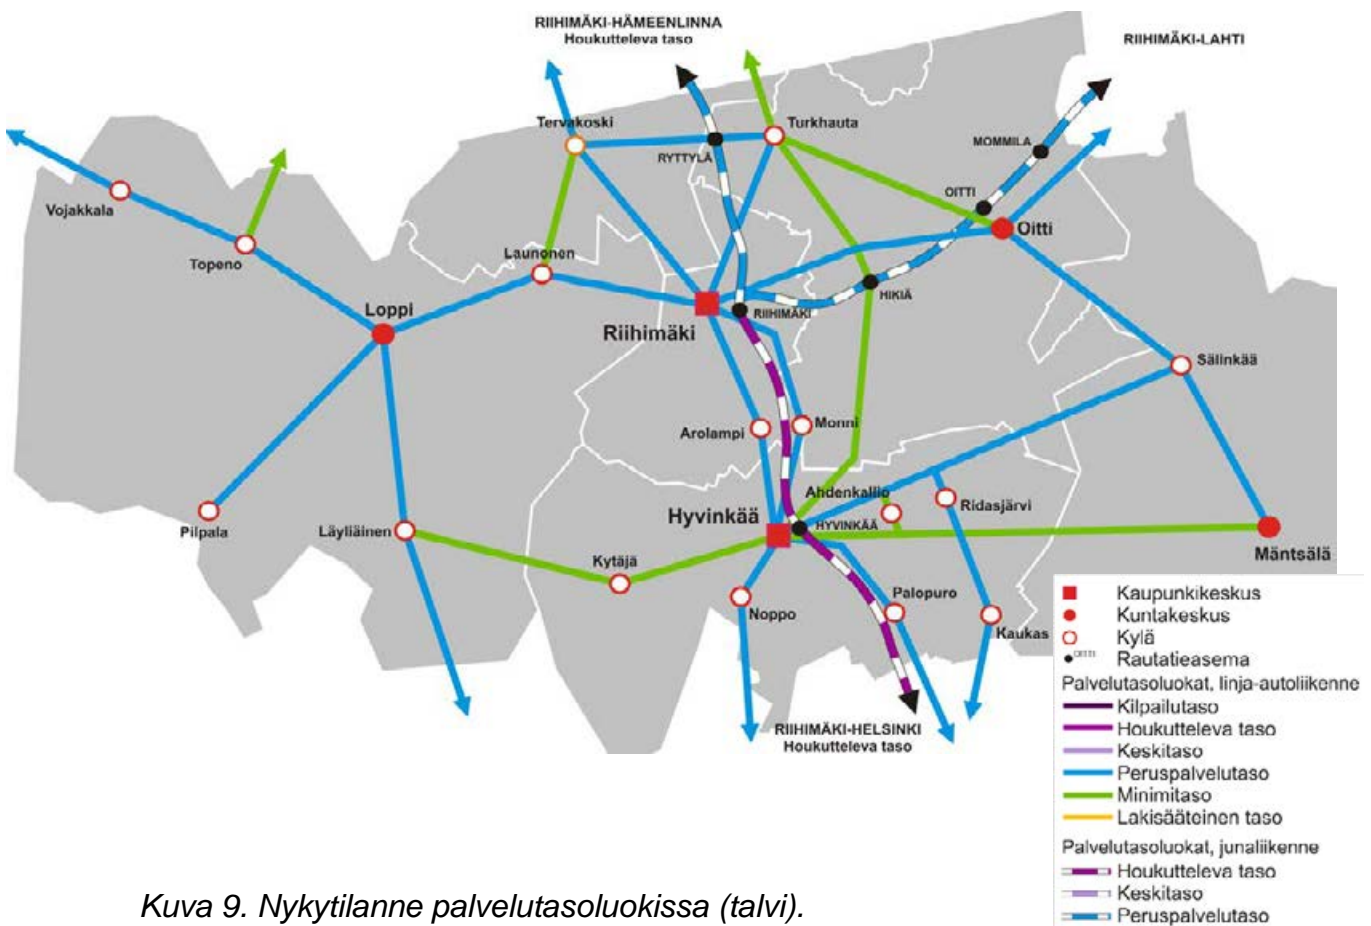 RIIHIMÄKI-HÄMEENLINNA
Houkutteleva taso
RIIHIMÄKI-LAHTI
Tervakoski
Turkhauta
RYTTYLÄ
MOMMILA
OITTI
Vojakkala
Oitti
Topeno
Launonen
HIKIÄ
Loppi
RIIHIMÄKI
Riihimäki
Sälinkää
Arolampi
Monni
Ahdenkallio
Ridasjärvi
Hyvinkää
HYVINKÄÄ
Pilpala
Läyliäinen
Mäntsälä
Kytäjä
Palopuro
Noppo
Kaukas
RIIHIMÄKI-HELSINKI
Houkutteleva taso
Kaupunkikeskus
Kuntakeskus
Kylä
OITTI Rautatieasema
Palvelutasoluokat, linja-autoliikenne
Kilpailutaso
Houkutteleva taso
Keskitaso
Peruspalvelutaso
Minimitaso
Lakisääteinen taso
Palvelutasoluokat, junaliikenne
Houkutteleva taso
Keskitaso
Peruspalvelutaso
Kuva 9. Nykytilanne palvelutasoluokissa (talvi).